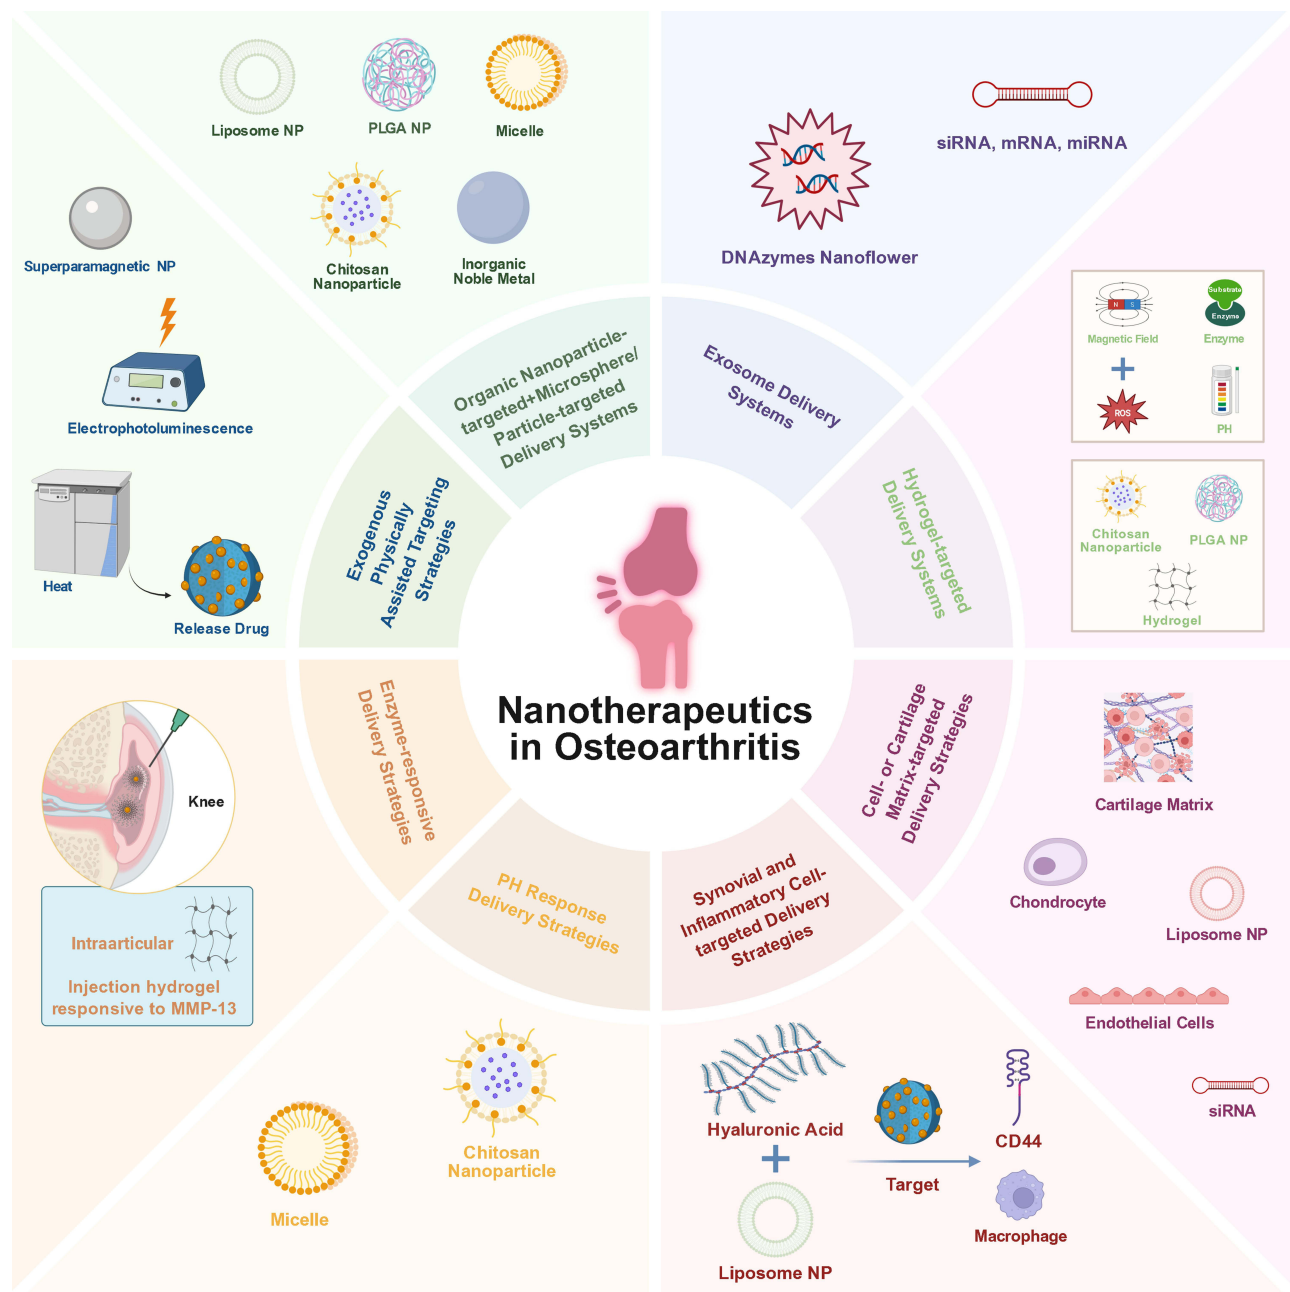 Liposome NP
PLGA NP
Micelle
Chitosan
Nanoparticle
Inorganic
Noble Metal
Organic Nanoparticle-
targeted+Microsphere/
Particle-targeted
Delivery Systems
DNAzymes Nanoflower
siRNA, mRNA, miRNA
Exosome Delivery
Systems
Magnetic Field
Substrate
Enzyme
Enzyme
N S
ROS
PH
Chitosan
Nanoparticle
PLGA NP
Hydrogel
Hydrogel-targeted
Delivery Systems
Superparamagnetic NP
Electrophotoluminescence
Heat
Release Drug
Exogenous
Physically
Assisted Targeting
Strategies
Nanotherapeutics
in Osteoarthritis
Knee
Intraarticular
Injection hydrogel
responsive to MMP-13
Enzyme-responsive
Delivery Strategies
Cell- or Cartilage
Matrix-targeted
Delivery Strategies
Cartilage Matrix
Chondrocyte
Liposome NP
Endothelial Cells
siRNA
PH Response
Delivery Strategies
Micelle
Chitosan
Nanoparticle
Synovial and
Inflammatory Cell-
targeted Delivery
Strategies
Hyaluronic Acid
+
Liposome NP
Target
CD44
Macrophage